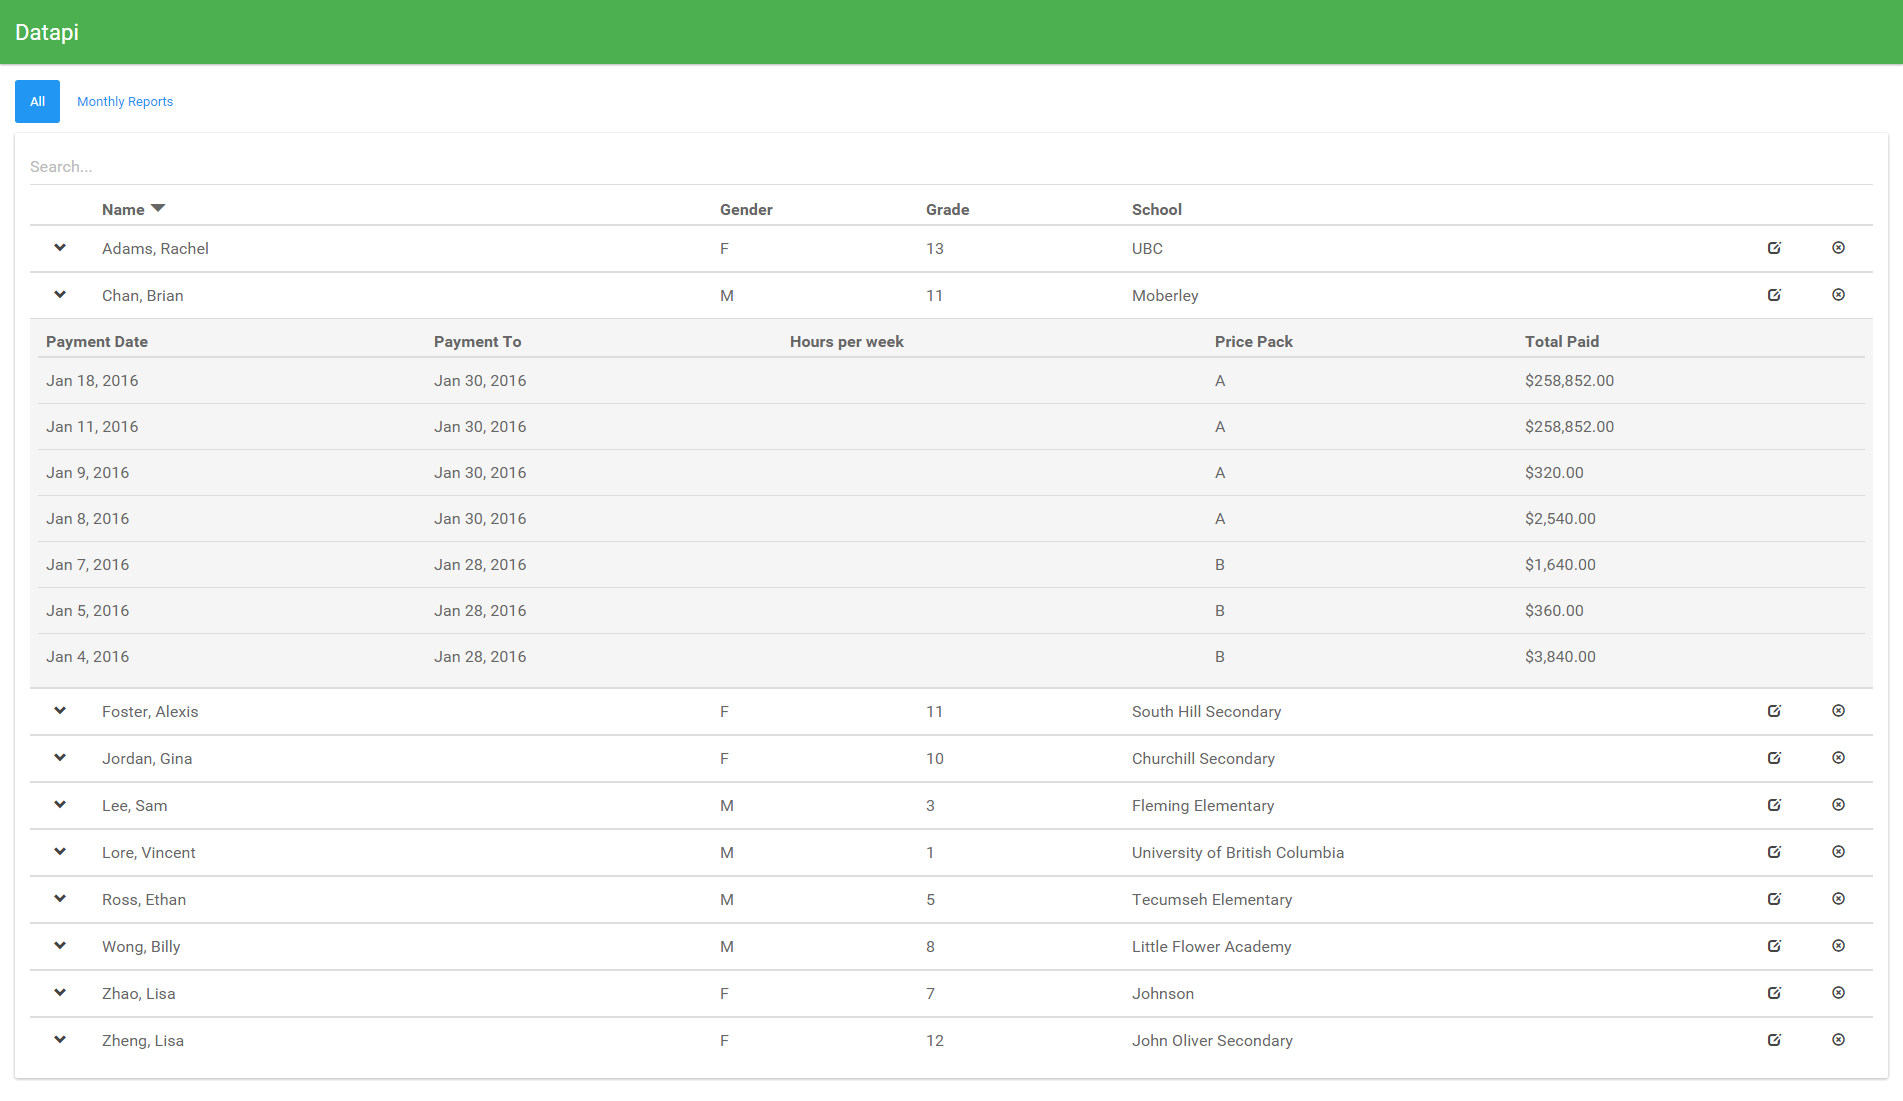 Datapi
All Monthly Reports
Search...
Name Gender Grade School
Adams, Rachel F 13 UBC
Chan, Brian M 11 Moberley
Payment Date Payment To Hours per week Price Pack Total Paid
Jan 18, 2016 Jan 30, 2016 A $258,852.00
Jan 11, 2016 Jan 30, 2016 A $258,852.00
Jan 9, 2016 Jan 30, 2016 A $320.00
Jan 8, 2016 Jan 30, 2016 A $2,540.00
Jan 7, 2016 Jan 28, 2016 B $1,640.00
Jan 5, 2016 Jan 28, 2016 B $360.00
Jan 4, 2016 Jan 28, 2016 B $3,840.00
Foster, Alexis F 11 South Hill Secondary
Jordan, Gina F 10 Churchill Secondary
Lee, Sam M 3 Fleming Elementary
Lore, Vincent M 1 University of British Columbia
Ross, Ethan M 5 Tecumseh Elementary
Wong, Billy M 8 Little Flower Academy
Zhao, Lisa F 7 Johnson
Zheng, Lisa F 12 John Oliver Secondary